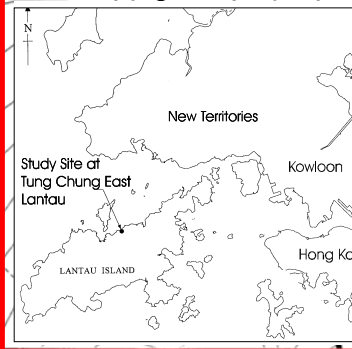 N
New Territories
Study Site at
Tung Chung East
Lantau
Kowloon
Hong Ko
LANTAU ISLAND